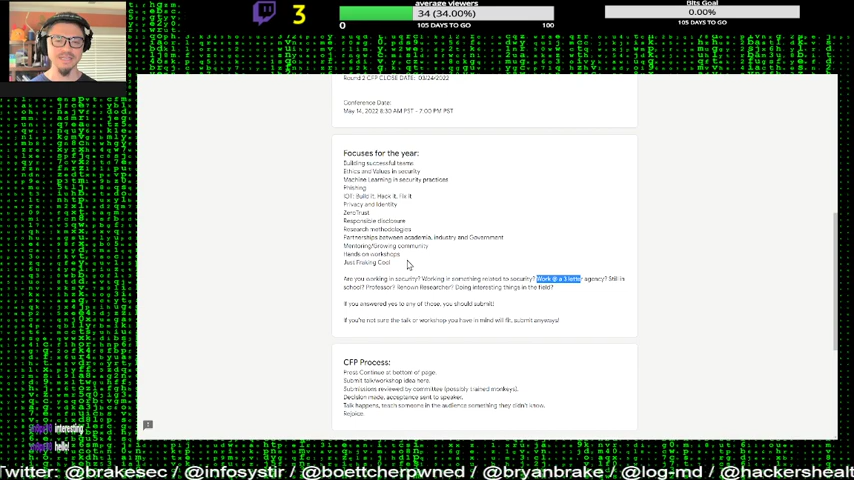 average viewers
3
34 (34.00%)
0
100
105 DAYS TO GO
Bits Goal
0.00%
105 DAYS TO GO
Round 2 CFP CLOSE DATE: 03/24/2022
Conference Date:
May 14, 2022 8:30 AM PST - 7:00 PM PST
Focuses for the year:
Building successful teams
Ethics and Values in security
Machine Learning in security practices
Phishing
IOT: Build It, Hack It, Fix It
Privacy and Identity
ZeroTrust
Responsible disclosure
Research methodologies
Partnerships between academia, industry and Government
Mentoring/Growing community
Hands on workshops
Just Friking Cool
Are you working in security? Working in something related to security? Work @ a 3 letter agency? Still in
school? Professor? Renown Researcher? Doing interesting things in the field?
If you answered yes to any of those, you should submit!
If you're not sure the talk or workshop you have in mind will fit, submit anyways!
CFP Process:
Press Continue at bottom of page.
Submit talk/workshop idea here.
Submissions reviewed by committee (possibly trained monkeys).
Decision made, acceptance sent to speaker.
Talk happens, teach someone in the audience something they didn't know.
Rejoice.
interesting
hello!
Twitter: @brakesec / @infosystir / @boettcherpwned / @bryanbrake / @log-md / @hackershealt